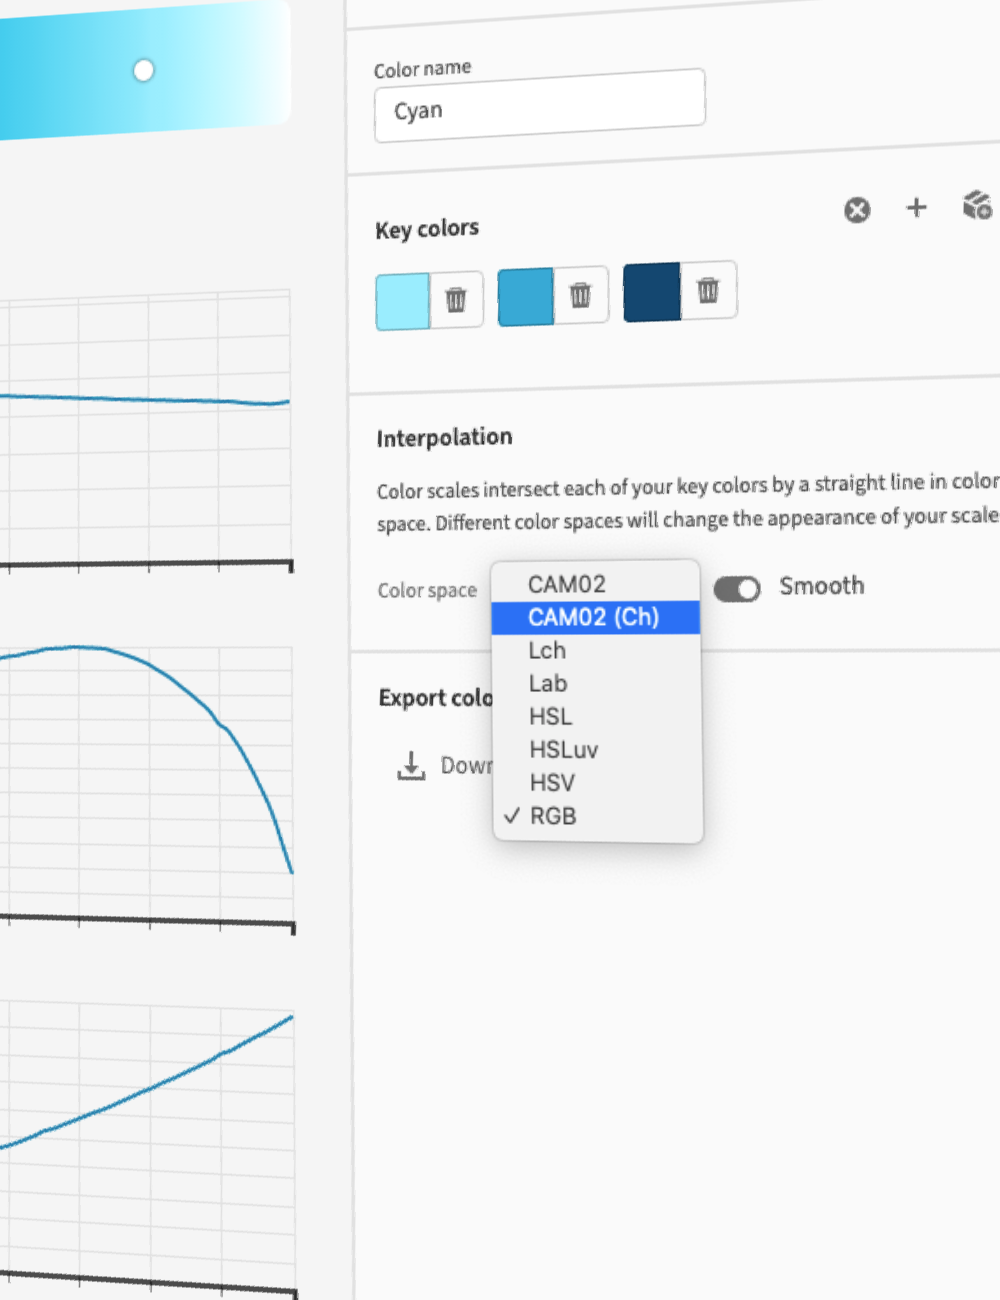 Color name
Cyan
Key colors
Interpolation
Color scales intersect each of your key colors by a straight line in color
space. Different color spaces will change the appearance of your scale
Color space
CAM02
CAM02 (Ch)
Lch
Lab
HSL
HSLuv
HSV
✓ RGB
Smooth
Export colo
Down